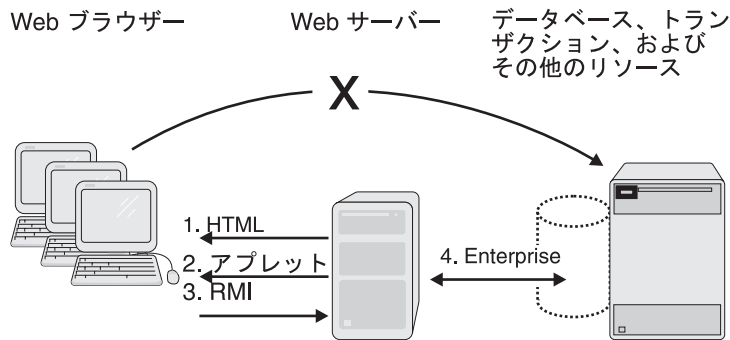 Web ブラウザー
Web サーバー
データベース、トラン
ザクション、および
その他のリソース
X
1. HTML
2. アプレット
3. RMI
4. Enterprise